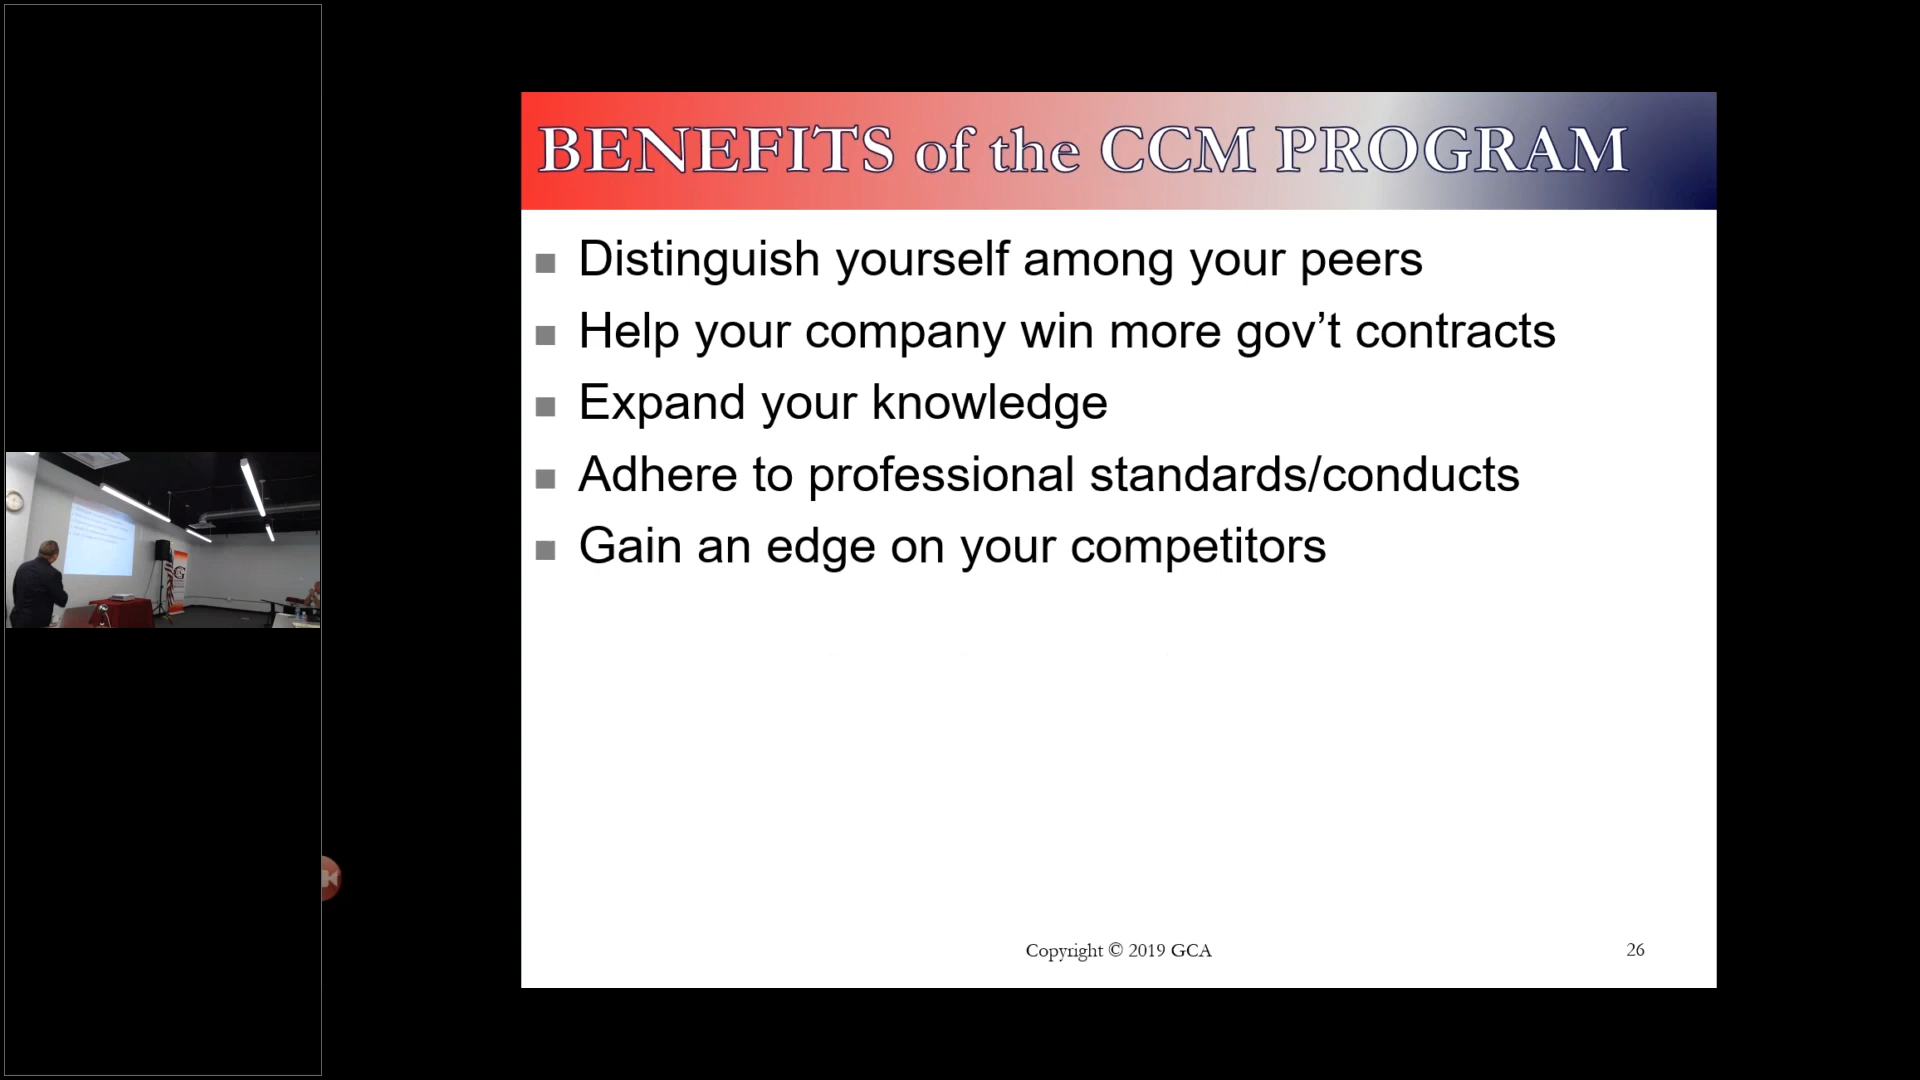 BENEFITS of the CCM PROGRAM
Distinguish yourself among your peers
Help your company win more gov’t contracts
Expand your knowledge
Adhere to professional standards/conducts
Gain an edge on your competitors
Copyright © 2019 GCA
26